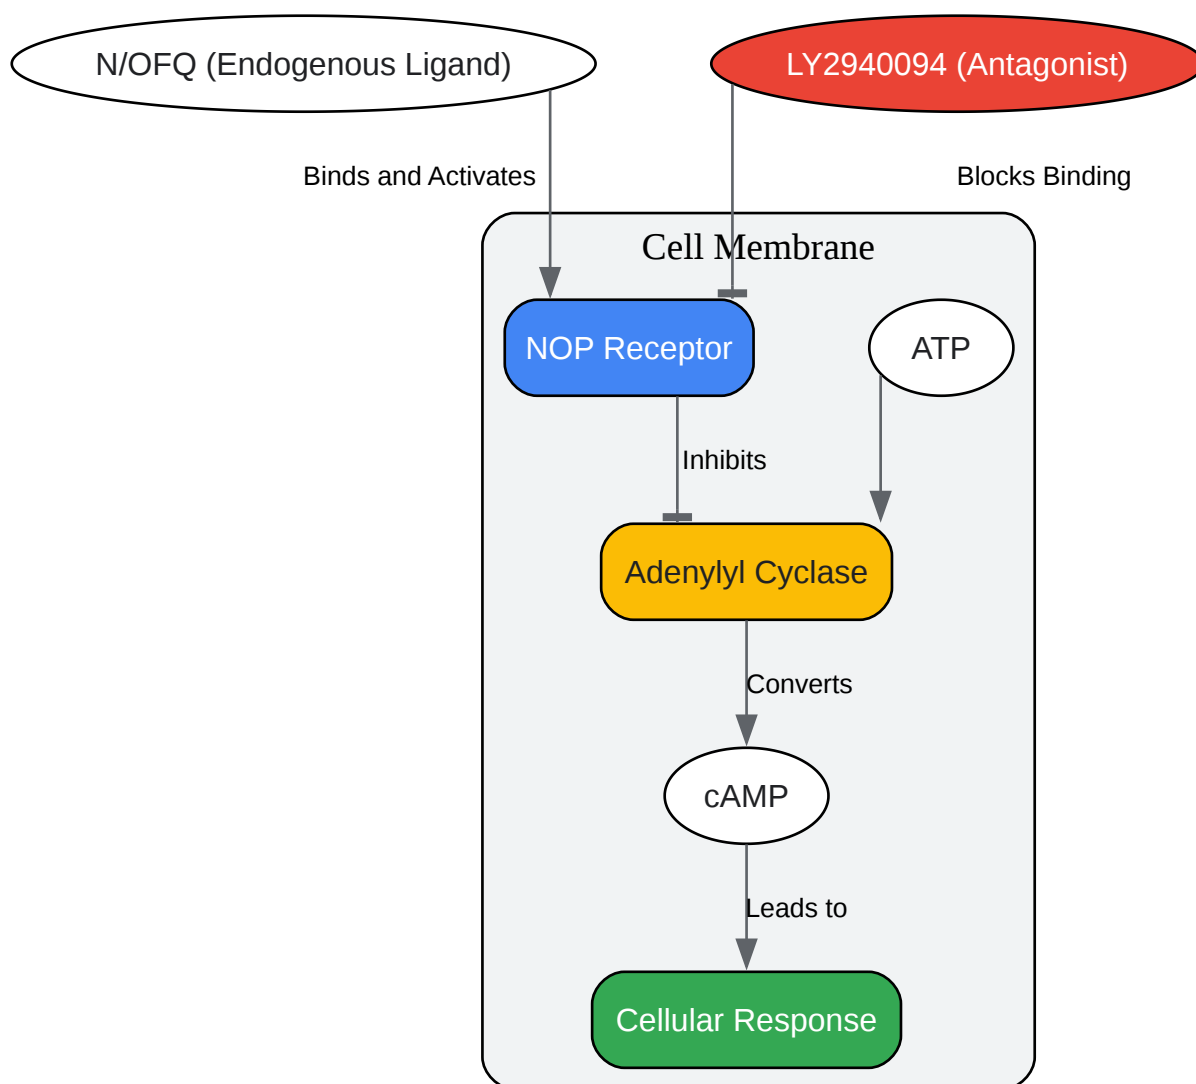 N/OFQ (Endogenous Ligand)
LY2940094 (Antagonist)
Binds and Activates
Blocks Binding
Cell Membrane
NOP Receptor
ATP
Inhibits
Adenylyl Cyclase
Converts
cAMP
Leads to
Cellular Response